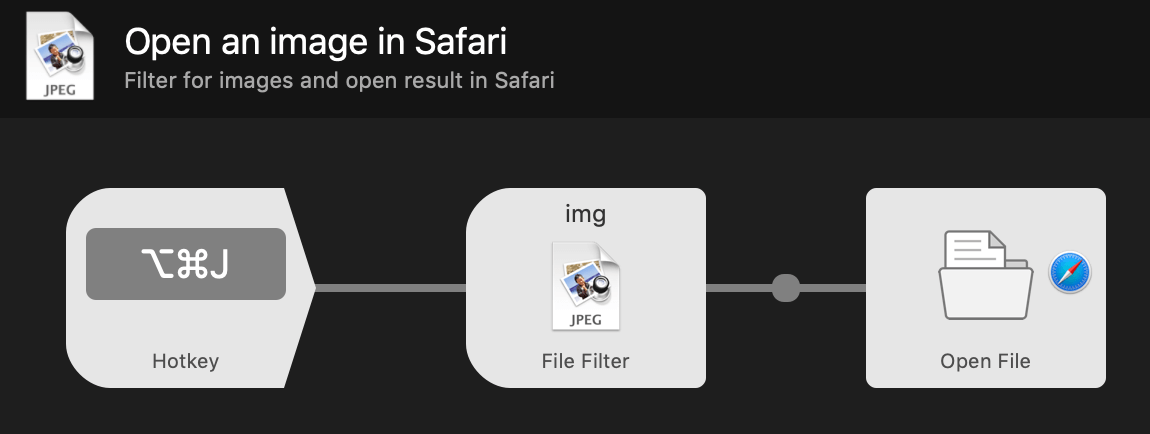 JPEG
Open an image in Safari
Filter for images and open result in Safari
⌥⌘J
Hotkey
img
JPEG
File Filter
Open File